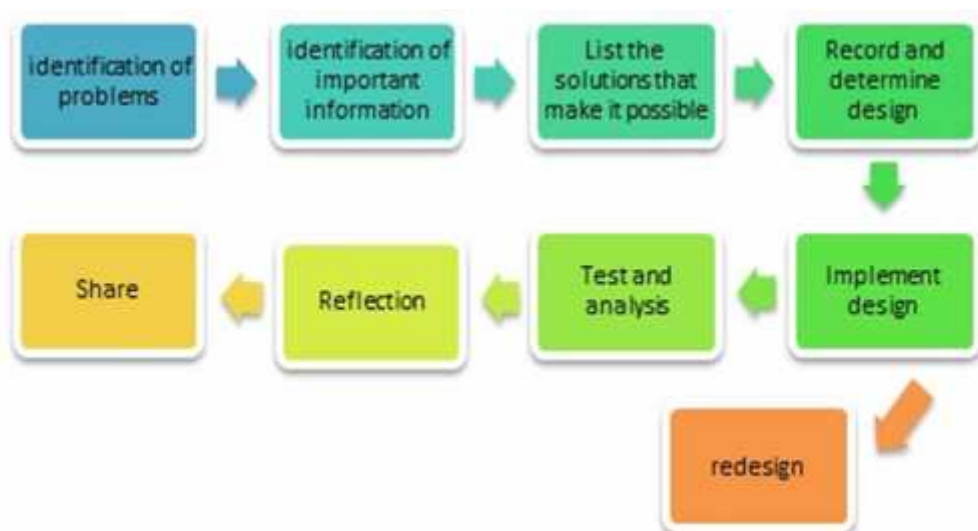 identification of
problems
identification of
important
information
List the
solutions that
make it possible
Record and
determine
design
Implement
design
Test and
analysis
Reflection
Share
redesign